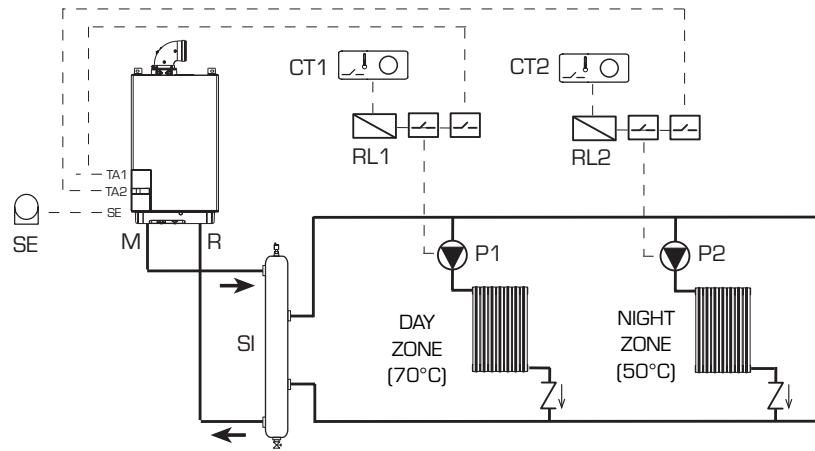 CT1
CT2
RL1
RL2
TA1
TA2
SE
SE
M
R
P1
P2
SI
DAY
ZONE
(70°C)
NIGHT
ZONE
(50°C)